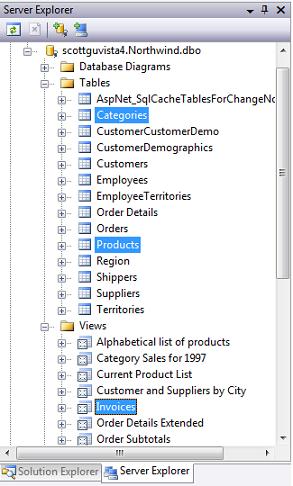 Server Explorer
scottguvista4.Northwind.dbo
Database Diagrams
Tables
AspNet_SqlCacheTablesForChangeNo
Categories
CustomerCustomerDemo
CustomerDemographics
Customers
Employees
EmployeeTerritories
Order Details
Orders
Products
Region
Shippers
Suppliers
Territories
Views
Alphabetical list of products
Category Sales for 1997
Current Product List
Customer and Suppliers by City
Invoices
Order Details Extended
Order Subtotals
Solution Explorer
Server Explorer